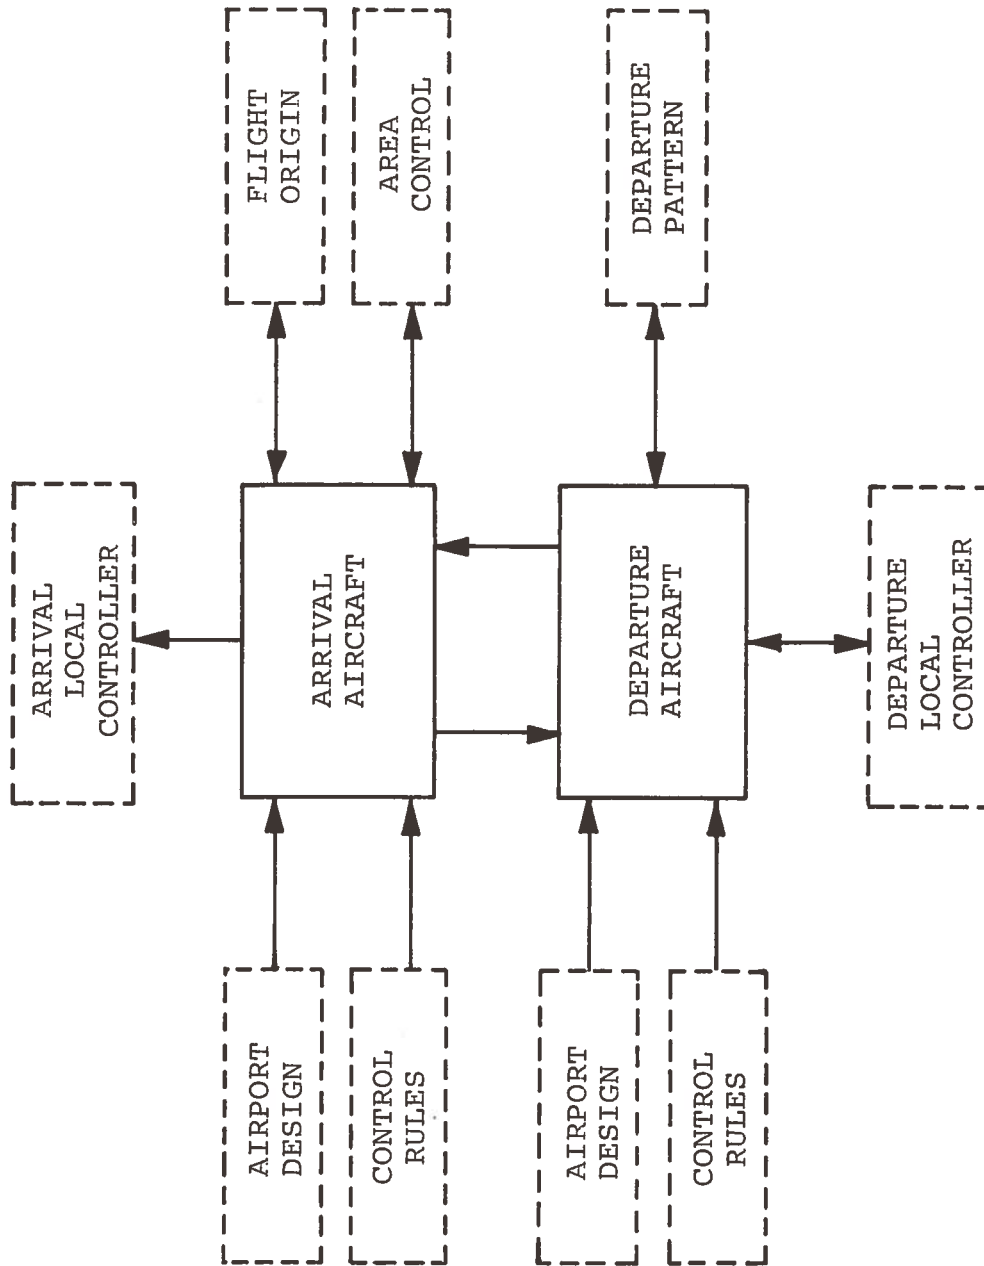 ARRIVAL
LOCAL
CONTROLLER
AIRPORT
DESIGN
CONTROL
RULES
ARRIVAL
AIRCRAFT
FLIGHT
ORIGIN
AREA
CONTROL
AIRPORT
DESIGN
CONTROL
RULES
DEPARTURE
AIRCRAFT
DEPARTURE
PATTERN
DEPARTURE
LOCAL
CONTROLLER